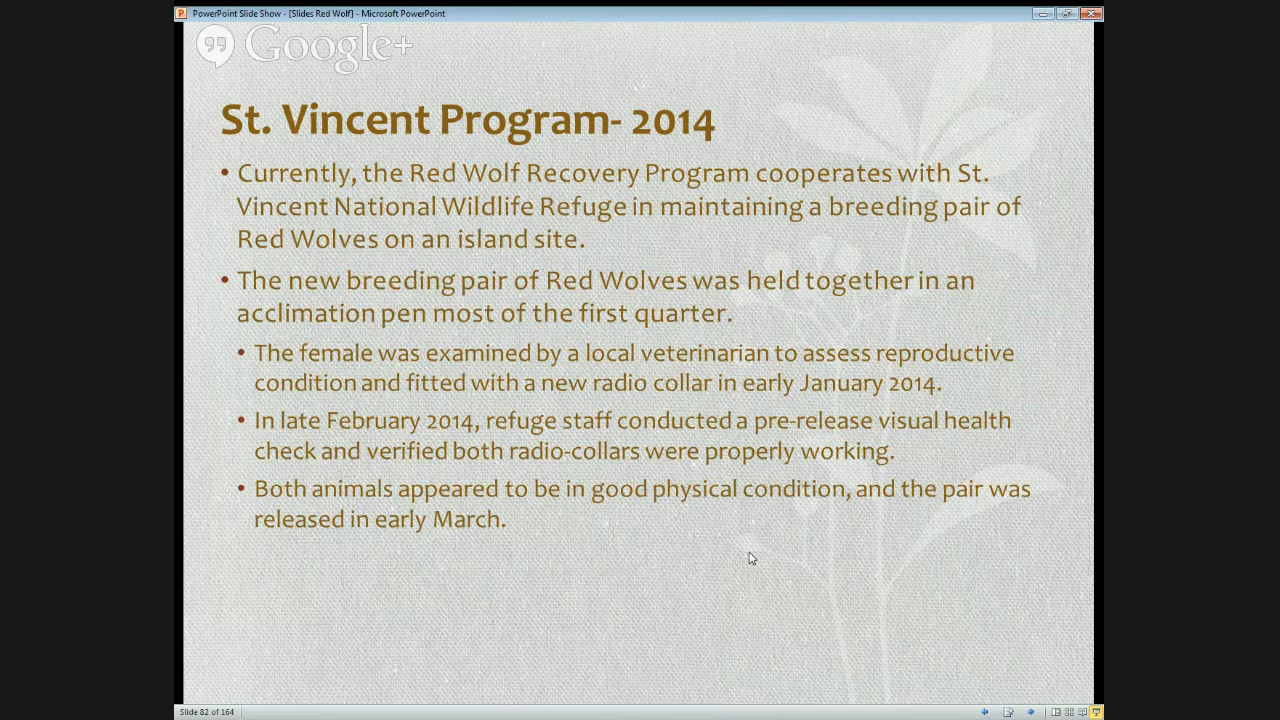 PowerPoint Slide Show - [Slides Red Wolf] - Microsoft PowerPoint
Google+
St. Vincent Program- 2014
• Currently, the Red Wolf Recovery Program cooperates with St.
Vincent National Wildlife Refuge in maintaining a breeding pair of
Red Wolves on an island site.
• The new breeding pair of Red Wolves was held together in an
acclimation pen most of the first quarter.
• The female was examined by a local veterinarian to assess reproductive
condition and fitted with a new radio collar in early January 2014.
• In late February 2014, refuge staff conducted a pre-release visual health
check and verified both radio-collars were properly working.
• Both animals appeared to be in good physical condition, and the pair was
released in early March.
Slide 82 of 164